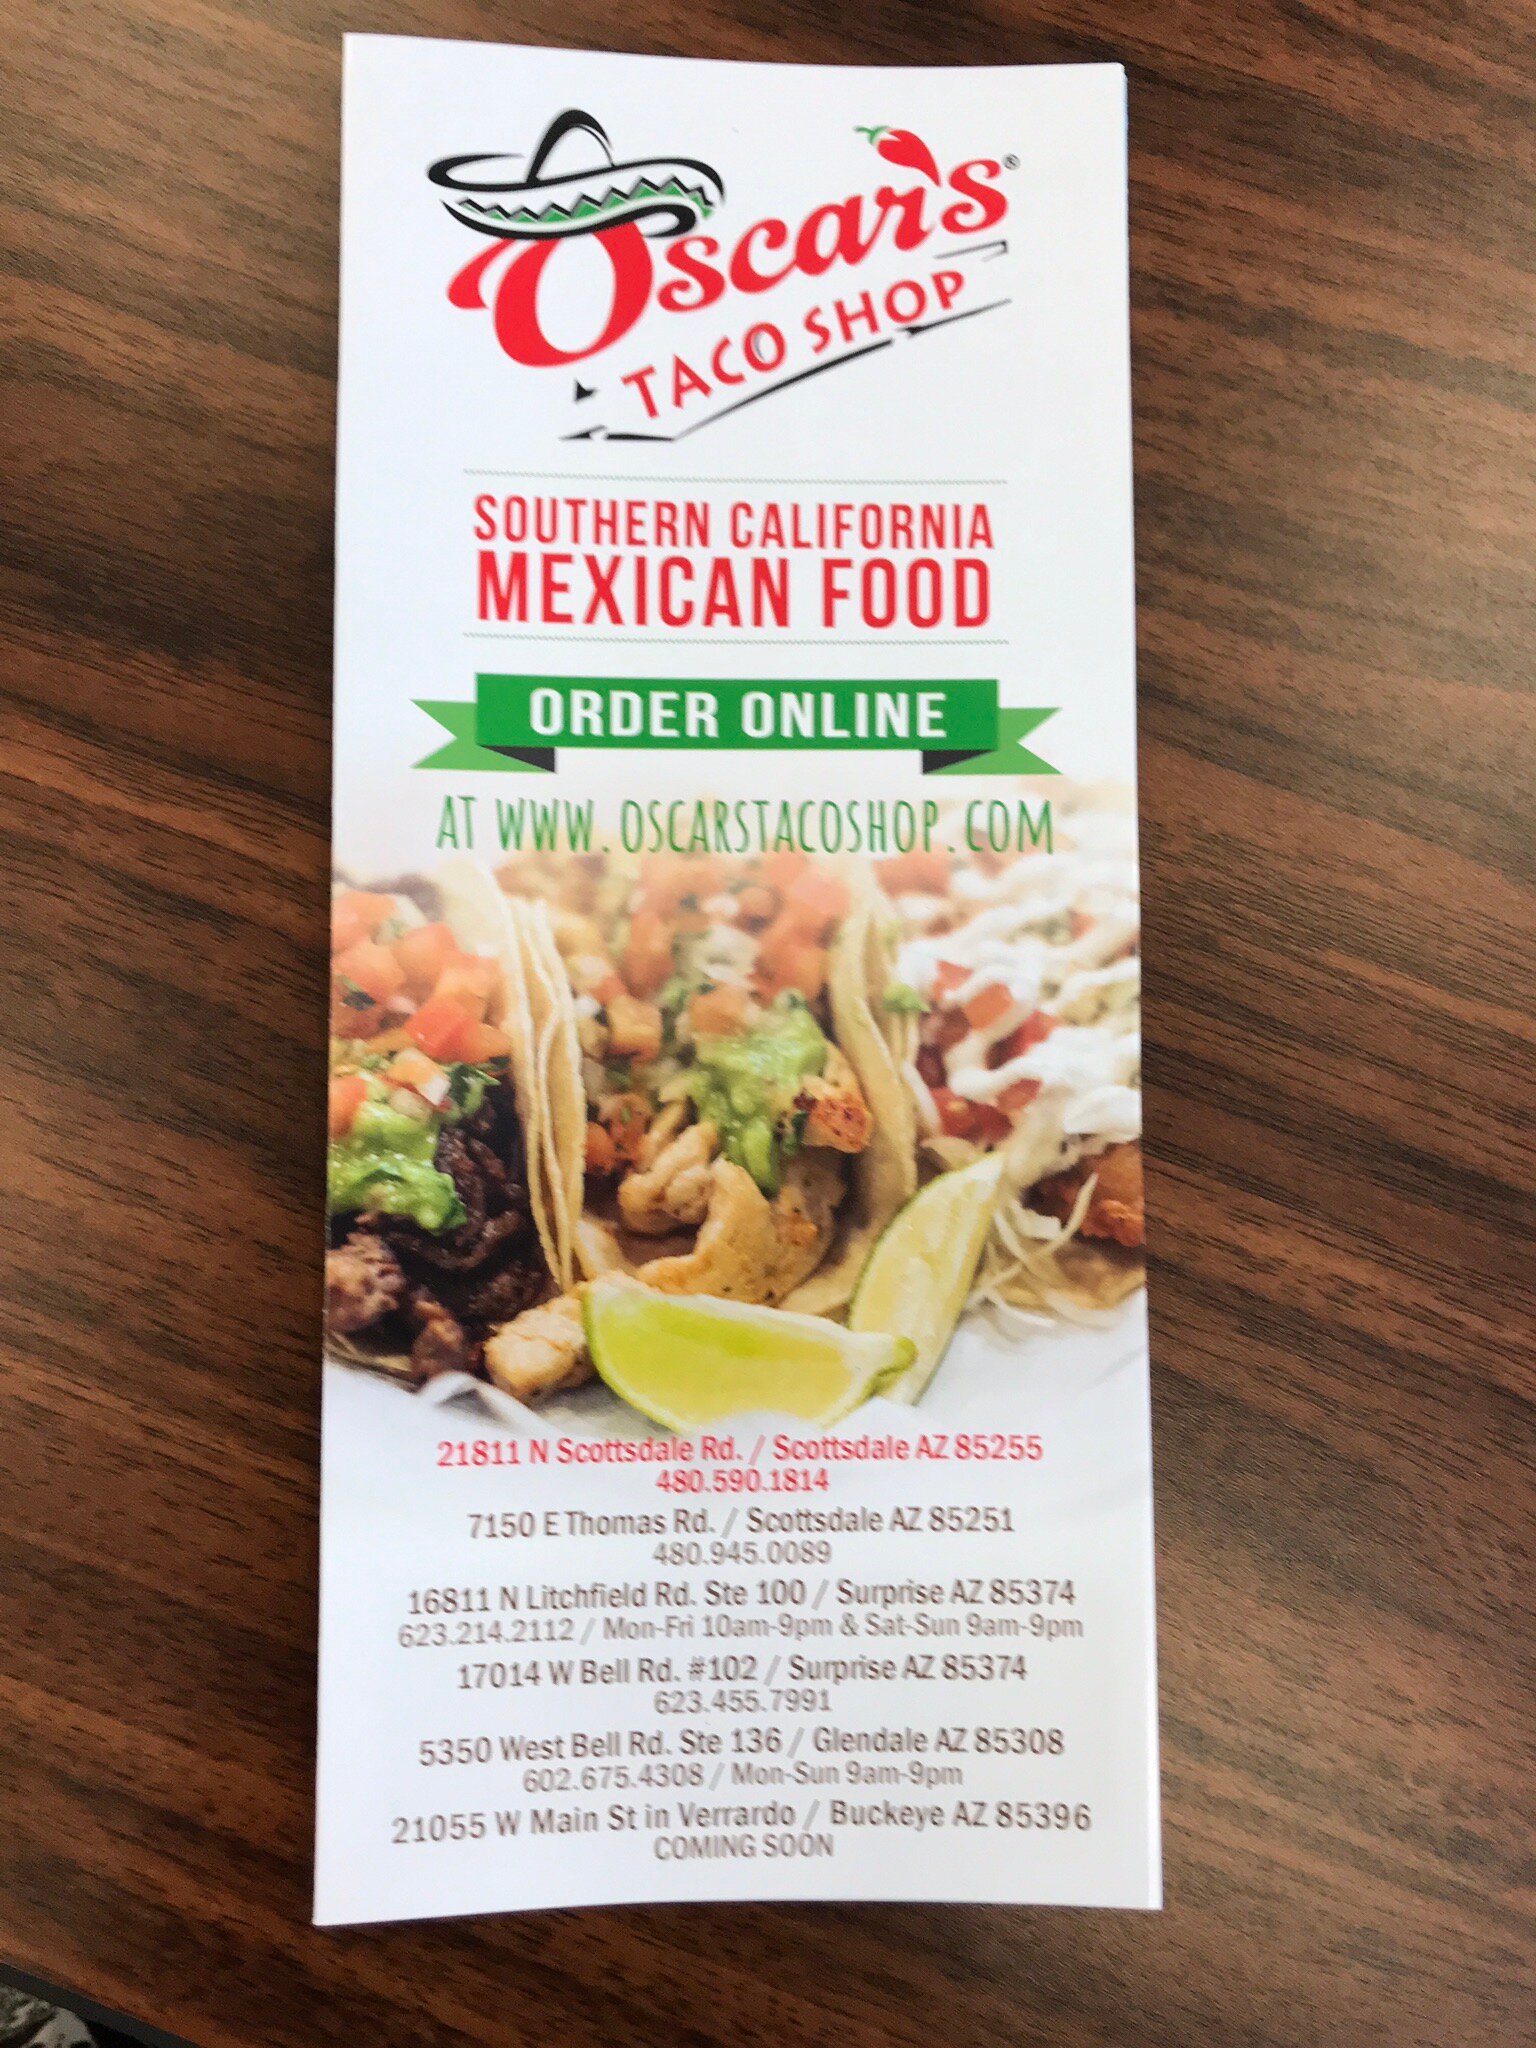 Oscar's®
TACO SHOP
SOUTHERN CALIFORNIA
MEXICAN FOOD
ORDER ONLINE
AT WWW.OSCARSTACOSHOP.COM
21811 N Scottsdale Rd. / Scottsdale AZ 85255
480.590.1814
7150 E Thomas Rd. / Scottsdale AZ 85251
480.945.0089
16811 N Litchfield Rd. Ste 100 / Surprise AZ 85374
623.214.2112 / Mon-Fri 10am-9pm & Sat-Sun 9am-9pm
17014 W Bell Rd. #102 / Surprise AZ 85374
623.455.7991
5350 West Bell Rd. Ste 136 / Glendale AZ 85308
602.675.4308 / Mon-Sun 9am-9pm
21055 W Main St in Verrardo / Buckeye AZ 85396
COMING SOON